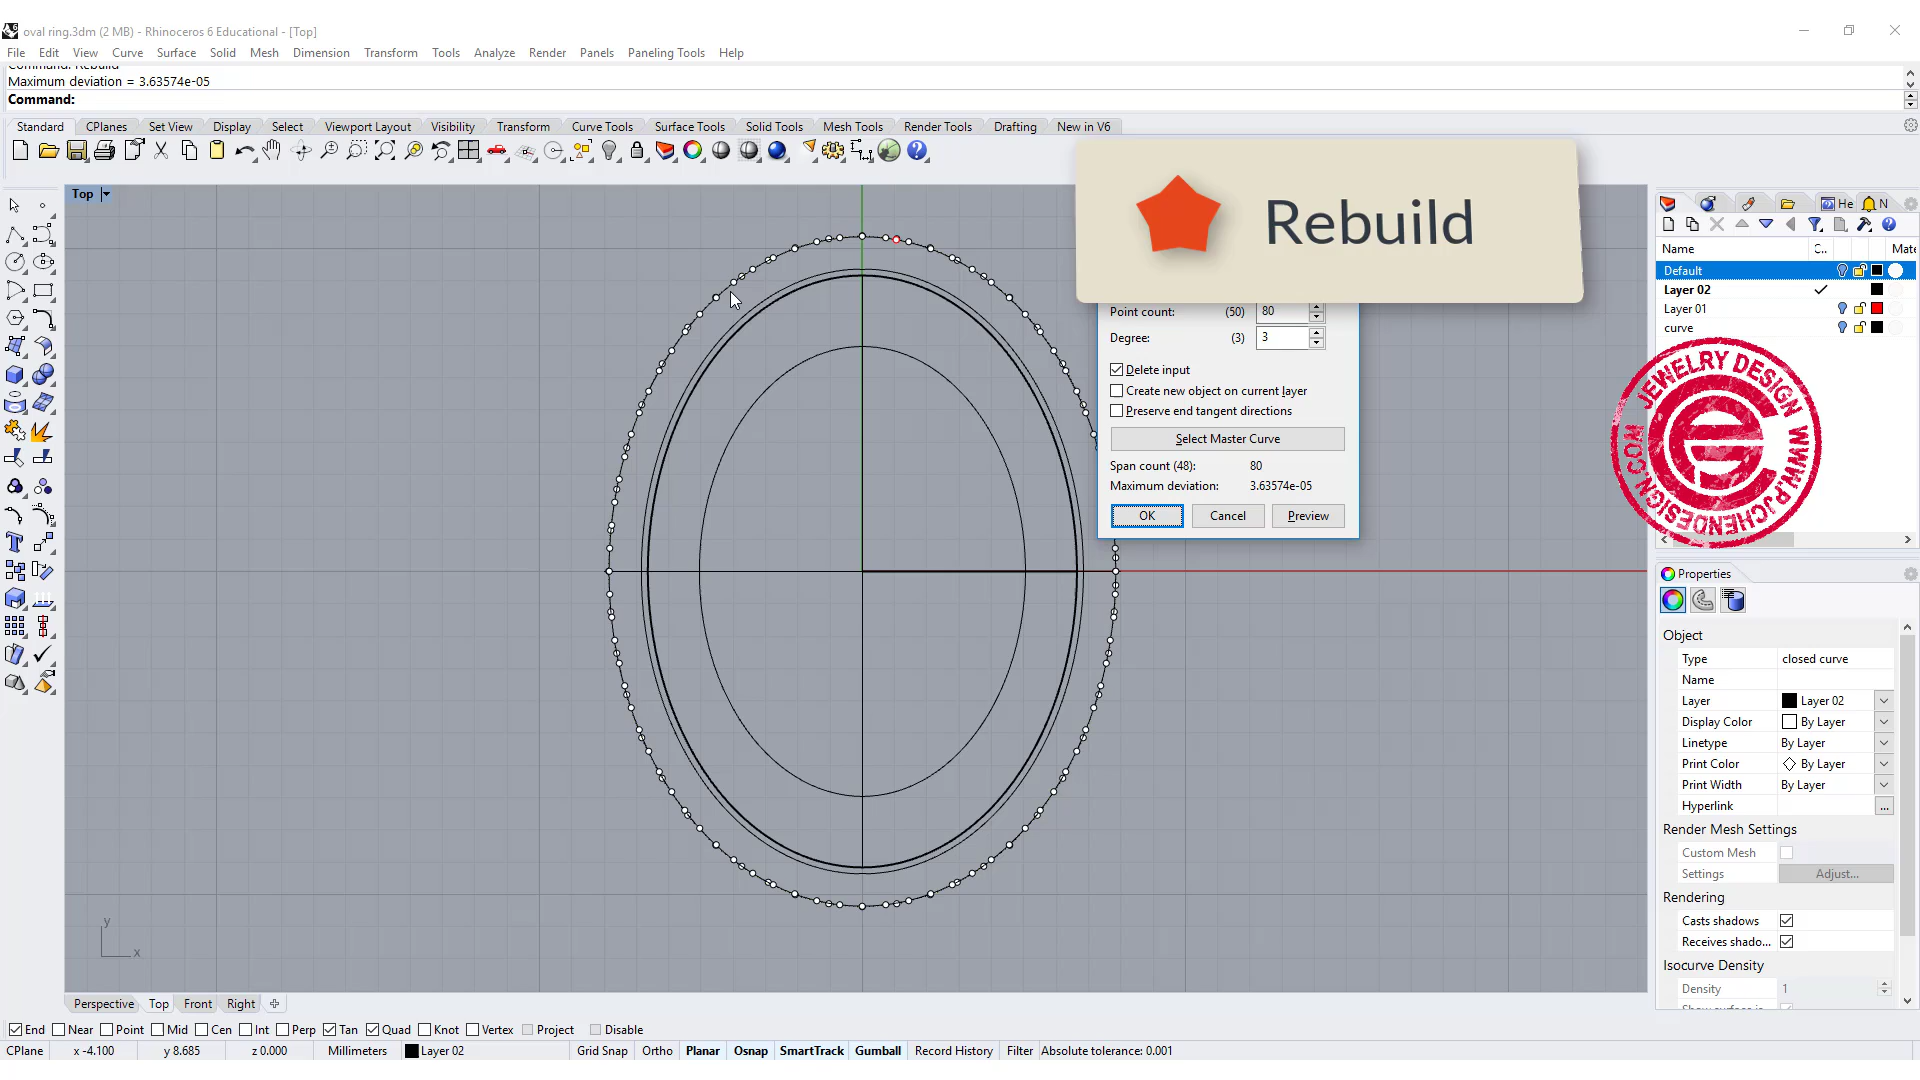 oval ring.3dm (2 MB) - Rhinoceros 6 Educational - [Top]
File Edit View Curve Surface Solid Mesh Dimension Transform Tools Analyze Render Panels Paneling Tools Help
Command: Rebuild
Maximum deviation = 3.63574e-05
Command:
Standard CPlanes Set View Display Select Viewport Layout Visibility Transform Curve Tools Surface Tools Solid Tools Mesh Tools Render Tools Drafting New in V6
Top
Rebuild
Point count: (50) 80
Degree: (3) 3
Delete input
Create new object on current layer
Preserve end tangent directions
Select Master Curve
Span count (48): 80
Maximum deviation: 3.63574e-05
OK Cancel Preview
He N
Name C.. Mate
Default
Layer 02
Layer 01
curve
JEWELRY DESIGN WWW.PJCHENDESIGN.COM
Properties
Object
Type closed curve
Name
Layer Layer 02
Display Color By Layer
Linetype By Layer
Print Color By Layer
Print Width By Layer
Hyperlink ...
Render Mesh Settings
Custom Mesh
Settings Adjust...
Rendering
Casts shadows
Receives shado...
Isocurve Density
Density 1
y
x
Perspective Top Front Right
End Near Point Mid Cen Int Perp Tan Quad Knot Vertex Project Disable
CPlane x -4.100 y 8.685 z 0.000 Millimeters Layer 02 Grid Snap Ortho Planar Osnap SmartTrack Gumball Record History Filter Absolute tolerance: 0.001